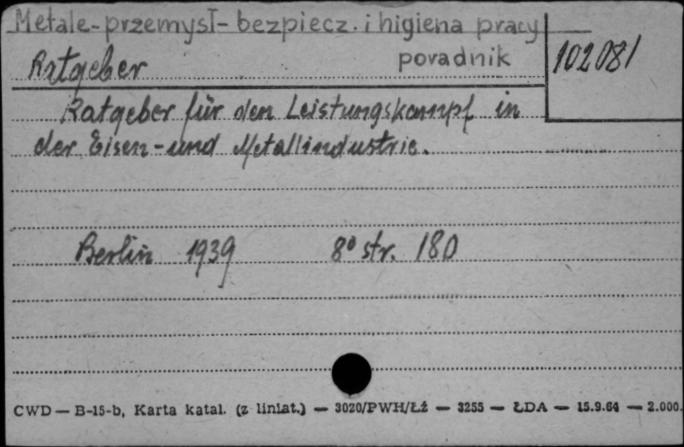 Metale-przemysł-bezpiecz. i higiena pracy
poradnik
102081
Ratgeber
Ratgeber für den Leistungskampf in
der Eisen-und Metallindustrie.
Berlin 1939 8° str. 180
CWD — B-15-b, Karta katal. (z liniat.) — 3020/PWH/Łź — 3255 — ŁDA — 15.9.64 — 2.000.